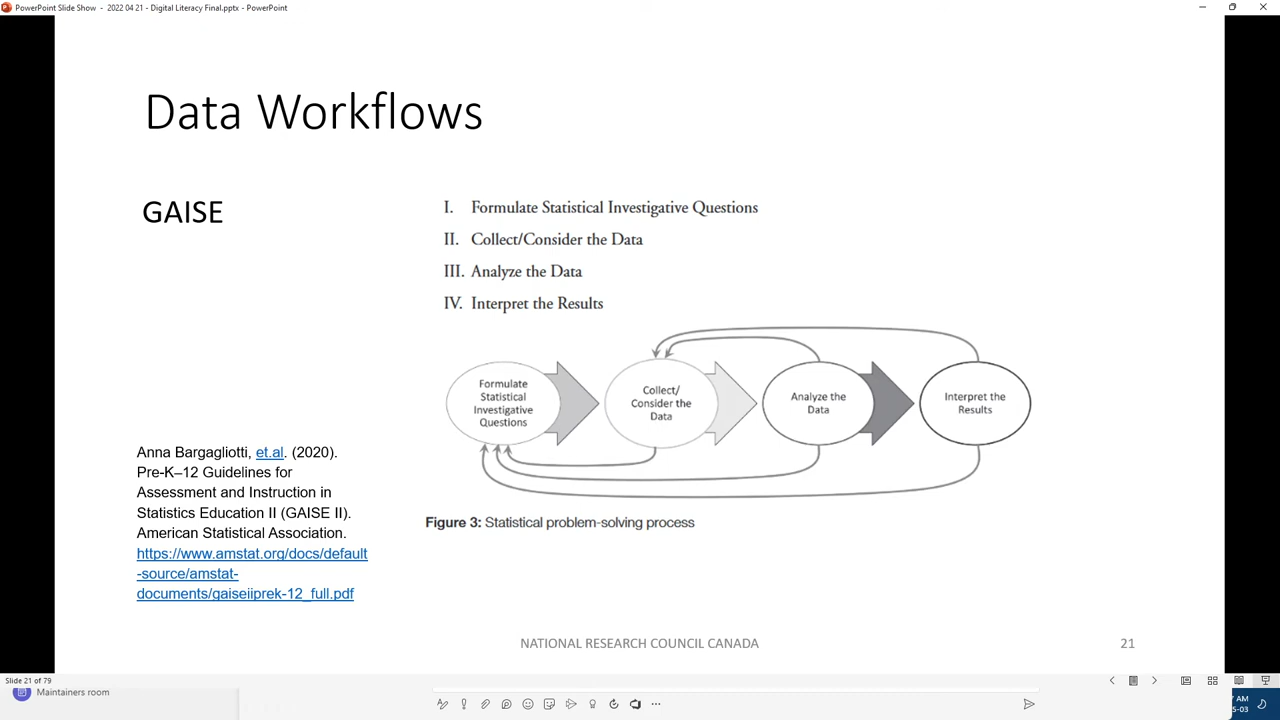 PowerPoint Slide Show - 2022 04 21 - Digital Literacy Final.pptx - PowerPoint
Data Workflows
GAISE
I. Formulate Statistical Investigative Questions
II. Collect/Consider the Data
III. Analyze the Data
IV. Interpret the Results
Formulate
Statistical
Investigative
Questions
Collect/
Consider the
Data
Analyze the
Data
Interpret the
Results
Figure 3: Statistical problem-solving process
Anna Bargagliotti, et.al. (2020).
Pre-K–12 Guidelines for
Assessment and Instruction in
Statistics Education II (GAISE II).
American Statistical Association.
https://www.amstat.org/docs/default
-source/amstat-
documents/gaiseiiprek-12_full.pdf
NATIONAL RESEARCH COUNCIL CANADA
21
Slide 21 of 79
Maintainers room
AM
5-03